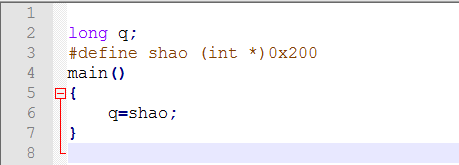 1
2 long q;
3 #define shao (int *)0x200
4 main()
5 {
6 q=shao;
7 }
8